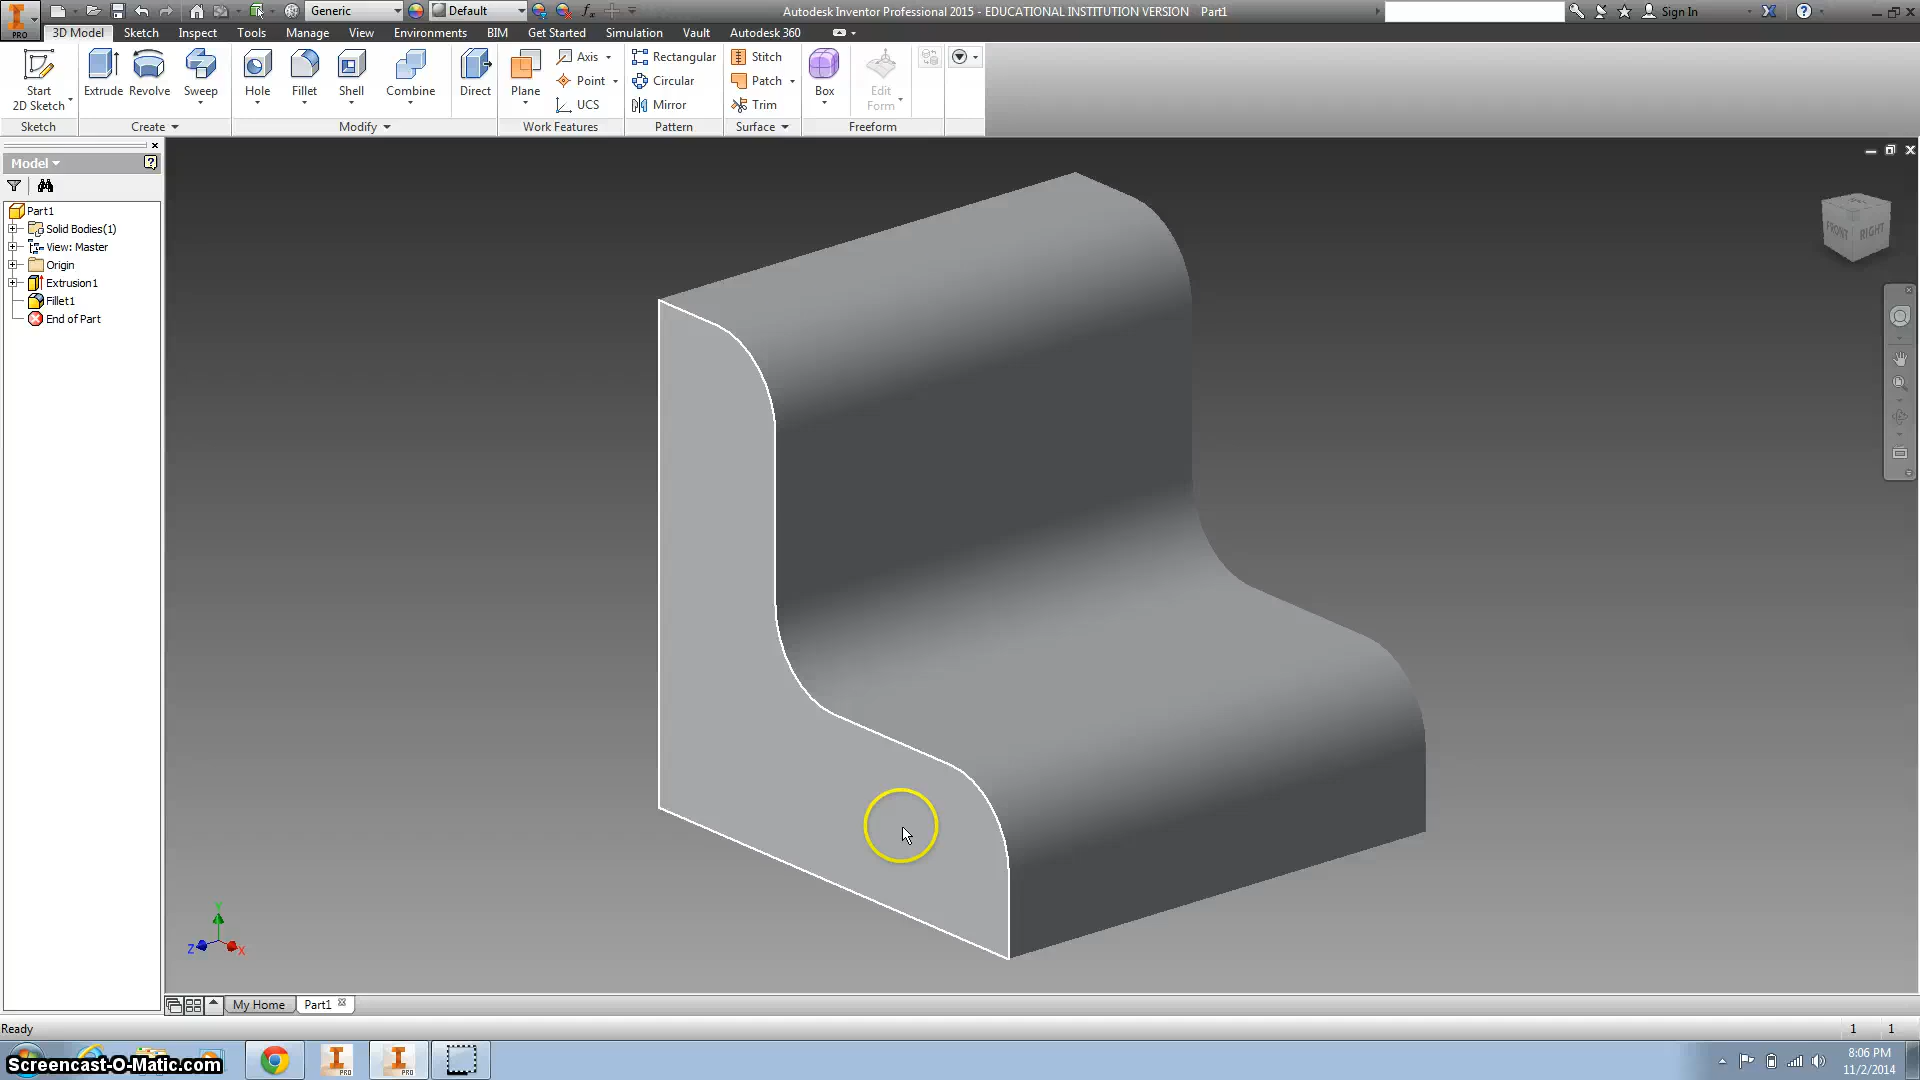 PRO
Generic
Default
Autodesk Inventor Professional 2015 - EDUCATIONAL INSTITUTION VERSION Part1
Sign In
3D Model Sketch Inspect Tools Manage View Environments BIM Get Started Simulation Vault Autodesk 360
Start
2D Sketch
Extrude Revolve Sweep
Hole Fillet Shell Combine
Direct
Plane
Axis
Point
UCS
Rectangular
Circular
Mirror
Stitch
Patch
Trim
Box
Edit
Form
Sketch Create Modify Work Features Pattern Surface Freeform
Model
Part1
Solid Bodies(1)
View: Master
Origin
Extrusion1
Fillet1
End of Part
FRONT RIGHT
Y
Z X
My Home Part1
Ready
1 1
Screencast-O-Matic.com
PRO PRO
8:06 PM
11/2/2014